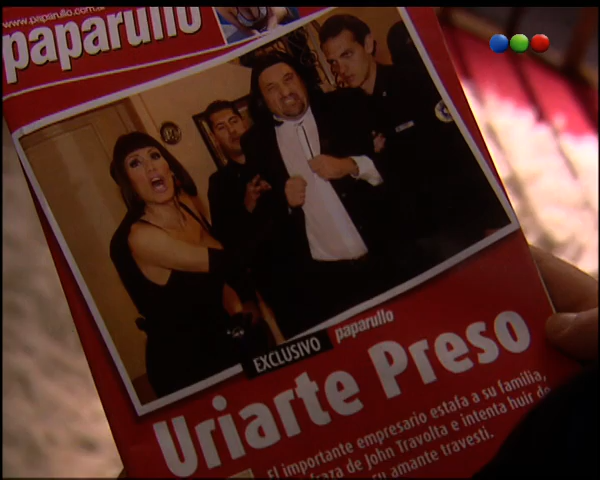 www.paparullo.com
paparullo
EXCLUSIVO paparullo
Uriarte Preso
El importante empresario estafa a su familia,
de John Travolta e intenta huir de
su amante travesti.